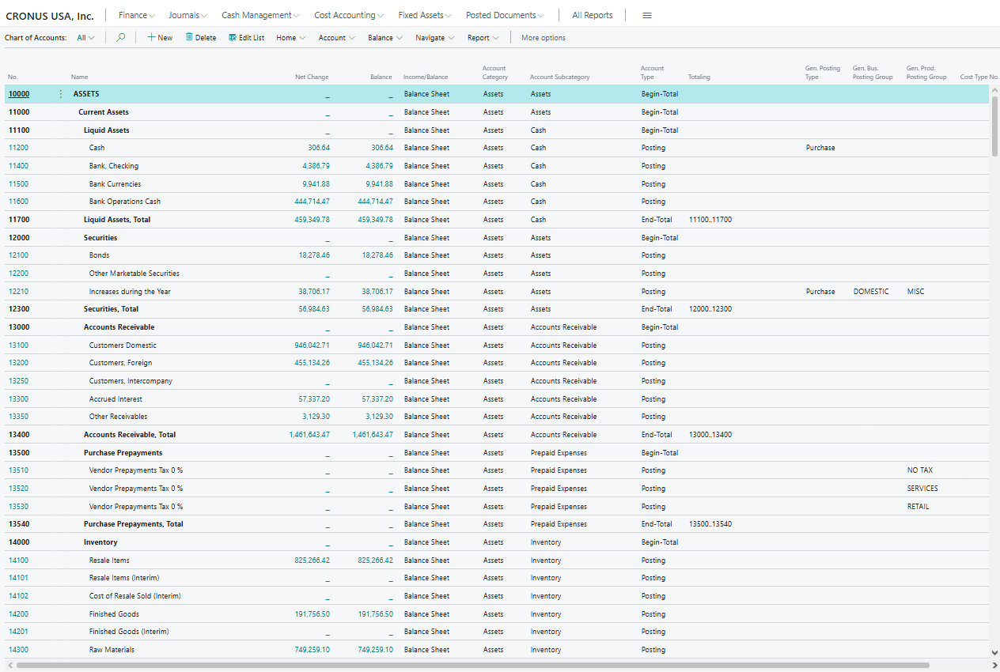 CRONUS USA, Inc. Finance Journals Cash Management Cost Accounting Fixed Assets Posted Documents All Reports
Chart of Accounts: All New Delete Edit List Home Account Balance Navigate Report More options
No. Name Net Change Balance Income/Balance Account Category Account Subcategory Account Type Totaling Gen. Posting Type Gen. Bus. Posting Group Gen. Prod. Posting Group Cost Type No.
10000 ASSETS _ _ Balance Sheet Assets Assets Begin-Total
11000 Current Assets _ _ Balance Sheet Assets Assets Begin-Total
11100 Liquid Assets _ _ Balance Sheet Assets Cash Begin-Total
11200 Cash 306.64 306.64 Balance Sheet Assets Cash Posting Purchase
11400 Bank, Checking 4,386.79 4,386.79 Balance Sheet Assets Cash Posting
11500 Bank Currencies 9,941.88 9,941.88 Balance Sheet Assets Cash Posting
11600 Bank Operations Cash 444,714.47 444,714.47 Balance Sheet Assets Cash Posting
11700 Liquid Assets, Total 459,349.78 459,349.78 Balance Sheet Assets Cash End-Total 11100..11700
12000 Securities _ _ Balance Sheet Assets Assets Begin-Total
12100 Bonds 18,278.46 18,278.46 Balance Sheet Assets Assets Posting
12200 Other Marketable Securities _ _ Balance Sheet Assets Assets Posting
12210 Increases during the Year 38,706.17 38,706.17 Balance Sheet Assets Assets Posting Purchase DOMESTIC MISC
12300 Securities, Total 56,984.63 56,984.63 Balance Sheet Assets Assets End-Total 12000..12300
13000 Accounts Receivable _ _ Balance Sheet Assets Accounts Receivable Begin-Total
13100 Customers Domestic 946,042.71 946,042.71 Balance Sheet Assets Accounts Receivable Posting
13200 Customers, Foreign 455,134.26 455,134.26 Balance Sheet Assets Accounts Receivable Posting
13250 Customers, Intercompany _ _ Balance Sheet Assets Accounts Receivable Posting
13300 Accrued Interest 57,337.20 57,337.20 Balance Sheet Assets Accounts Receivable Posting
13350 Other Receivables 3,129.30 3,129.30 Balance Sheet Assets Accounts Receivable Posting
13400 Accounts Receivable, Total 1,461,643.47 1,461,643.47 Balance Sheet Assets Accounts Receivable End-Total 13000..13400
13500 Purchase Prepayments _ _ Balance Sheet Assets Prepaid Expenses Begin-Total
13510 Vendor Prepayments Tax 0 % _ _ Balance Sheet Assets Prepaid Expenses Posting NO TAX
13520 Vendor Prepayments Tax 0 % _ _ Balance Sheet Assets Prepaid Expenses Posting SERVICES
13530 Vendor Prepayments Tax 0 % _ _ Balance Sheet Assets Prepaid Expenses Posting RETAIL
13540 Purchase Prepayments, Total _ _ Balance Sheet Assets Prepaid Expenses End-Total 13500..13540
14000 Inventory _ _ Balance Sheet Assets Inventory Begin-Total
14100 Resale Items 825,266.42 825,266.42 Balance Sheet Assets Inventory Posting
14101 Resale Items (Interim) _ _ Balance Sheet Assets Inventory Posting
14102 Cost of Resale Sold (Interim) _ _ Balance Sheet Assets Inventory Posting
14200 Finished Goods 191,756.50 191,756.50 Balance Sheet Assets Inventory Posting
14201 Finished Goods (Interim) _ _ Balance Sheet Assets Inventory Posting
14300 Raw Materials 749,259.10 749,259.10 Balance Sheet Assets Inventory Posting